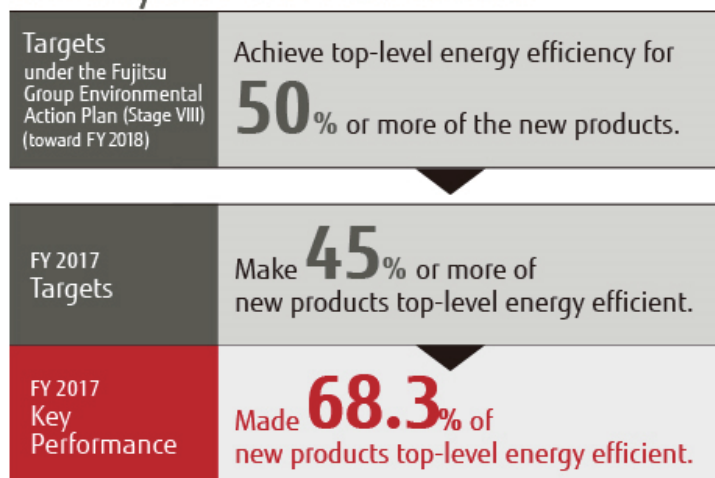 Targets
under the Fujitsu
Group Environmental
Action Plan (Stage VIII)
(toward FY 2018)
Achieve top-level energy efficiency for
50% or more of the new products.
FY 2017
Targets
Make 45% or more of
new products top-level energy efficient.
FY 2017
Key
Performance
Made 68.3% of
new products top-level energy efficient.